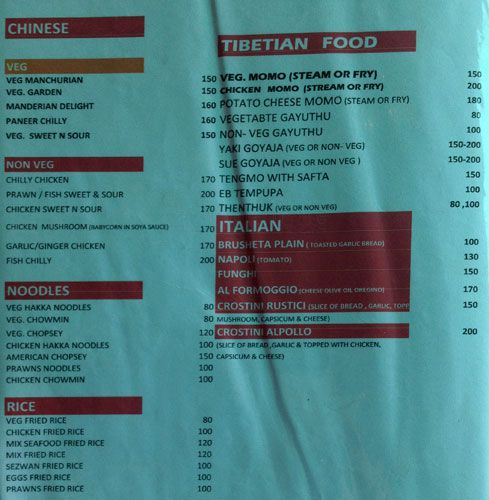 CHINESE
VEG
VEG MANCHURIAN 150
VEG. GARDEN 150
MANDERIAN DELIGHT 160
PANEER CHILLY 160
VEG. SWEET N SOUR 150
NON VEG
CHILLY CHICKEN 170
PRAWN / FISH SWEET & SOUR 200
CHICKEN SWEET N SOUR 170
CHICKEN MUSHROOM (BABYCORN IN SOYA SAUCE) 170
GARLIC/GINGER CHICKEN 170
FISH CHILLY 200
NOODLES
VEG HAKKA NOODLES 80
VEG. CHOWMIN 80
VEG. CHOPSEY 120
CHICKEN HAKKA NOODLES 100
AMERICAN CHOPSEY 150
PRAWNS NOODLES 100
CHICKEN CHOWMIN 100
RICE
VEG FRIED RICE 80
CHICKEN FRIED RICE 100
MIX SEAFOOD FRIED RICE 120
MIX FRIED RICE 120
SEZWAN FRIED RICE 100
EGGS FRIED RICE 100
PRAWNS FRIED RICE 100
TIBETIAN FOOD
VEG. MOMO (STEAM OR FRY) 150
CHICKEN MOMO (STREAM OR FRY) 200
POTATO CHEESE MOMO (STEAM OR FRY) 180
VEGETABTE GAYUTHU 80
NON- VEG GAYUTHU 100
YAKI GOYAJA (VEG OR NON- VEG) 150-200
SUE GOYAJA (VEG OR NON VEG ) 150-200
TENGMO WITH SAFTA 150
EB TEMPUPA 100
THENTHUK (VEG OR NON VEG) 80 ,100
ITALIAN
BRUSHETA PLAIN ( TOASTED GARLIC BREAD) 100
NAPOLI (TOMATO) 130
FUNGHI 150
AL FORMOGGIO (CHEESE OLIVE OIL OREGINO) 170
CROSTINI RUSTICI (SLICE OF BREAD , GARLIC, TOPP 150
MUSHROOM, CAPSICUM & CHEESE)
CROSTINI ALPOLLO 200
(SLICE OF BREAD ,GARLIC & TOPPED WITH CHICKEN,
CAPSICUM & CHEESE)